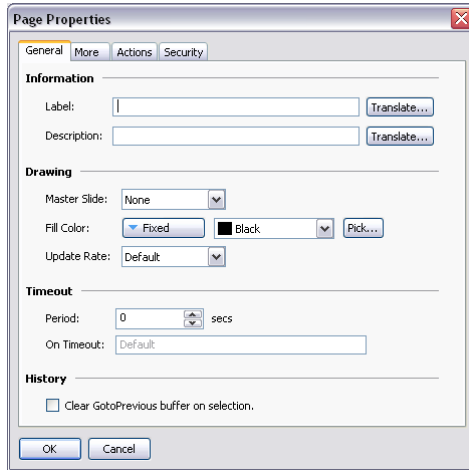 Page Properties
General More Actions Security
Information
Label: Translate...
Description: Translate...
Drawing
Master Slide: None
Fill Color: Fixed Black Pick...
Update Rate: Default
Timeout
Period: 0 secs
On Timeout: Default
History
Clear GotoPrevious buffer on selection.
OK Cancel